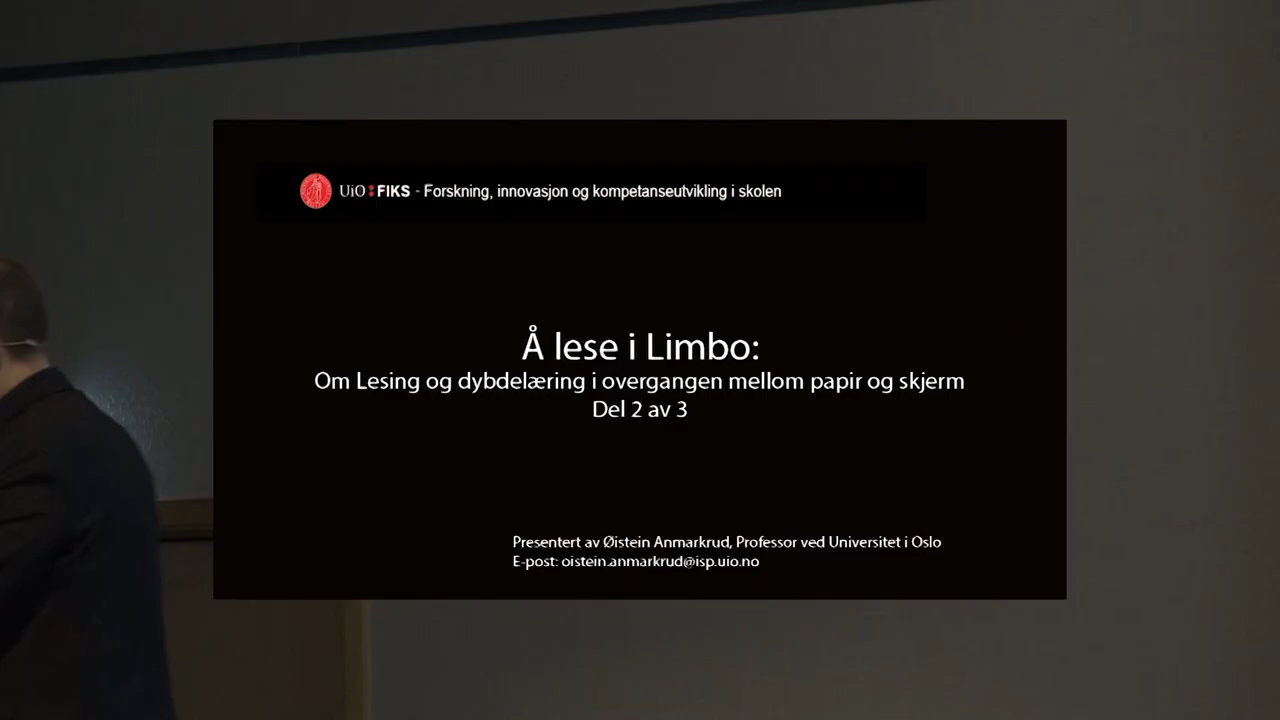 UiO:FIKS - Forskning, innovasjon og kompetanseutvikling i skolen
Å lese i Limbo:
Om Lesing og dybdelæring i overgangen mellom papir og skjerm
Del 2 av 3
Presentert av Øistein Anmarkrud, Professor ved Universitet i Oslo
E-post: oistein.anmarkrud@isp.uio.no